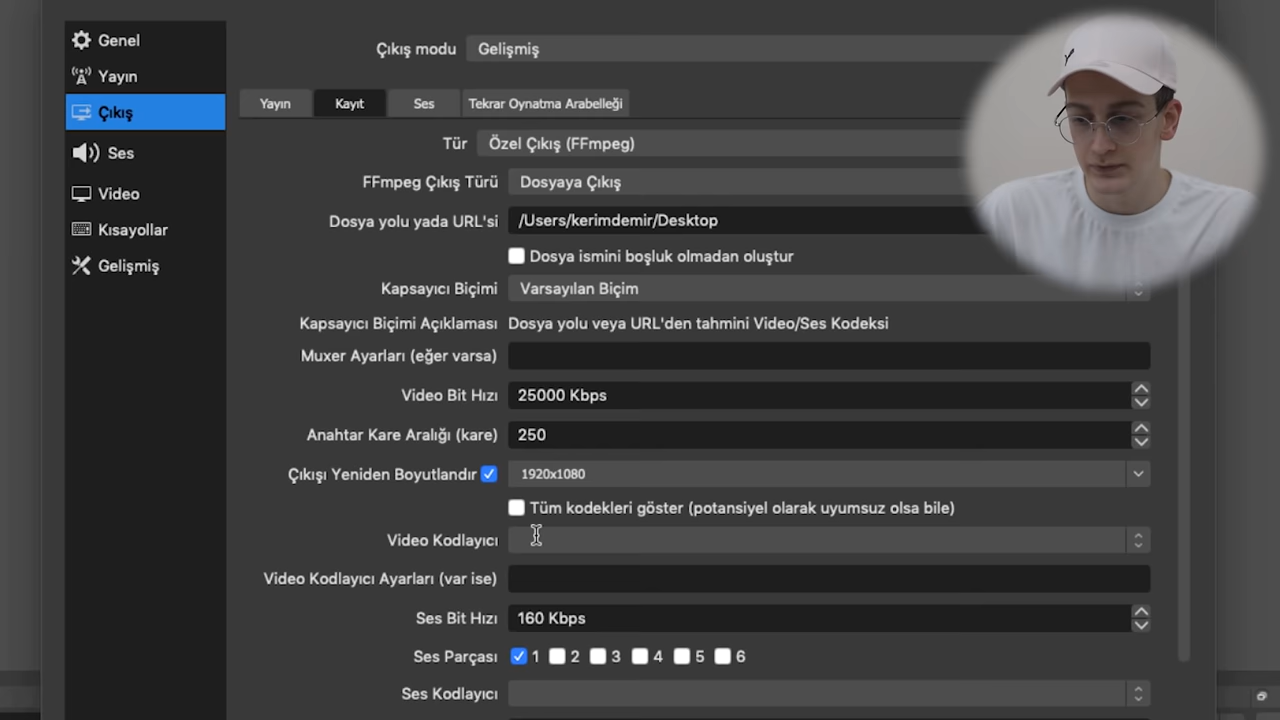 Genel
Yayın
Çıkış
Ses
Video
Kısayollar
Gelişmiş
Çıkış modu Gelişmiş
Yayın Kayıt Ses Tekrar Oynatma Arabelleği
Tür Özel Çıkış (FFmpeg)
FFmpeg Çıkış Türü Dosyaya Çıkış
Dosya yolu yada URL'si /Users/kerimdemir/Desktop
Dosya ismini boşluk olmadan oluştur
Kapsayıcı Biçimi Varsayılan Biçim
Kapsayıcı Biçimi Açıklaması Dosya yolu veya URL'den tahmini Video/Ses Kodeksi
Muxer Ayarları (eğer varsa)
Video Bit Hızı 25000 Kbps
Anahtar Kare Aralığı (kare) 250
Çıkışı Yeniden Boyutlandır 1920x1080
Tüm kodekleri göster (potansiyel olarak uyumsuz olsa bile)
Video Kodlayıcı
Video Kodlayıcı Ayarları (var ise)
Ses Bit Hızı 160 Kbps
Ses Parçası 1 2 3 4 5 6
Ses Kodlayıcı